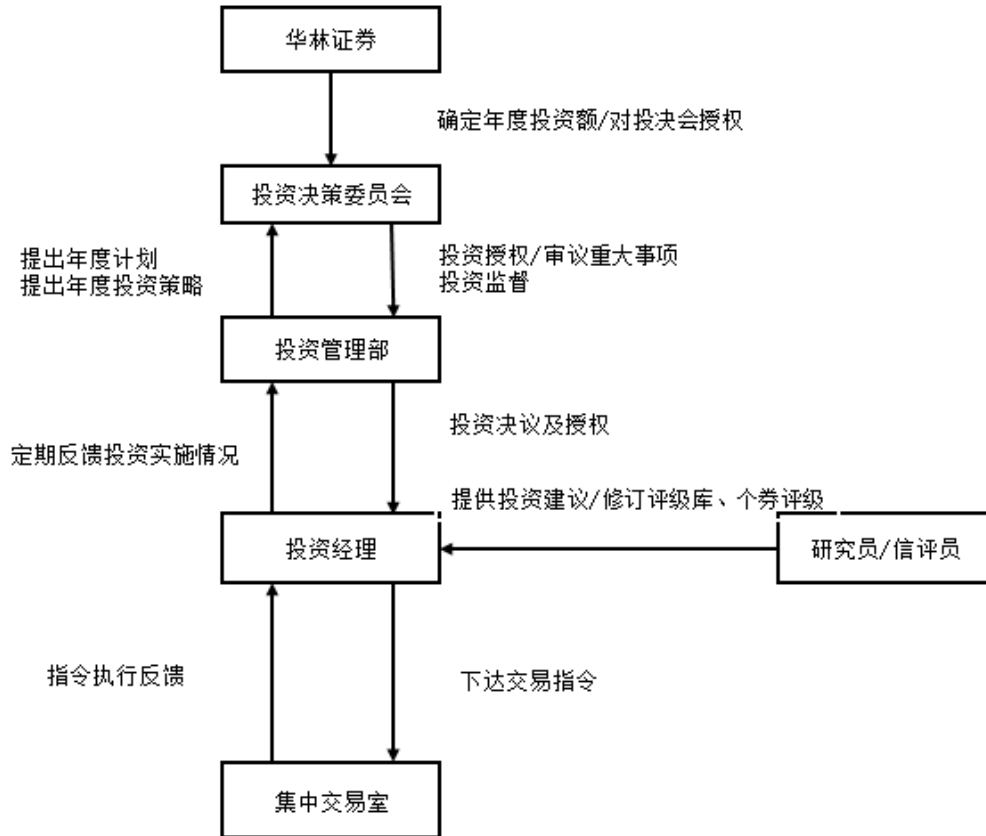 华林证券
确定年度投资额/对投决会授权
投资决策委员会
提出年度计划
提出年度投资策略
投资授权/审议重大事项
投资监督
投资管理部
投资决议及授权
定期反馈投资实施情况
提供投资建议/修订评级库、个券评级
投资经理
研究员/信评员
指令执行反馈
下达交易指令
集中交易室